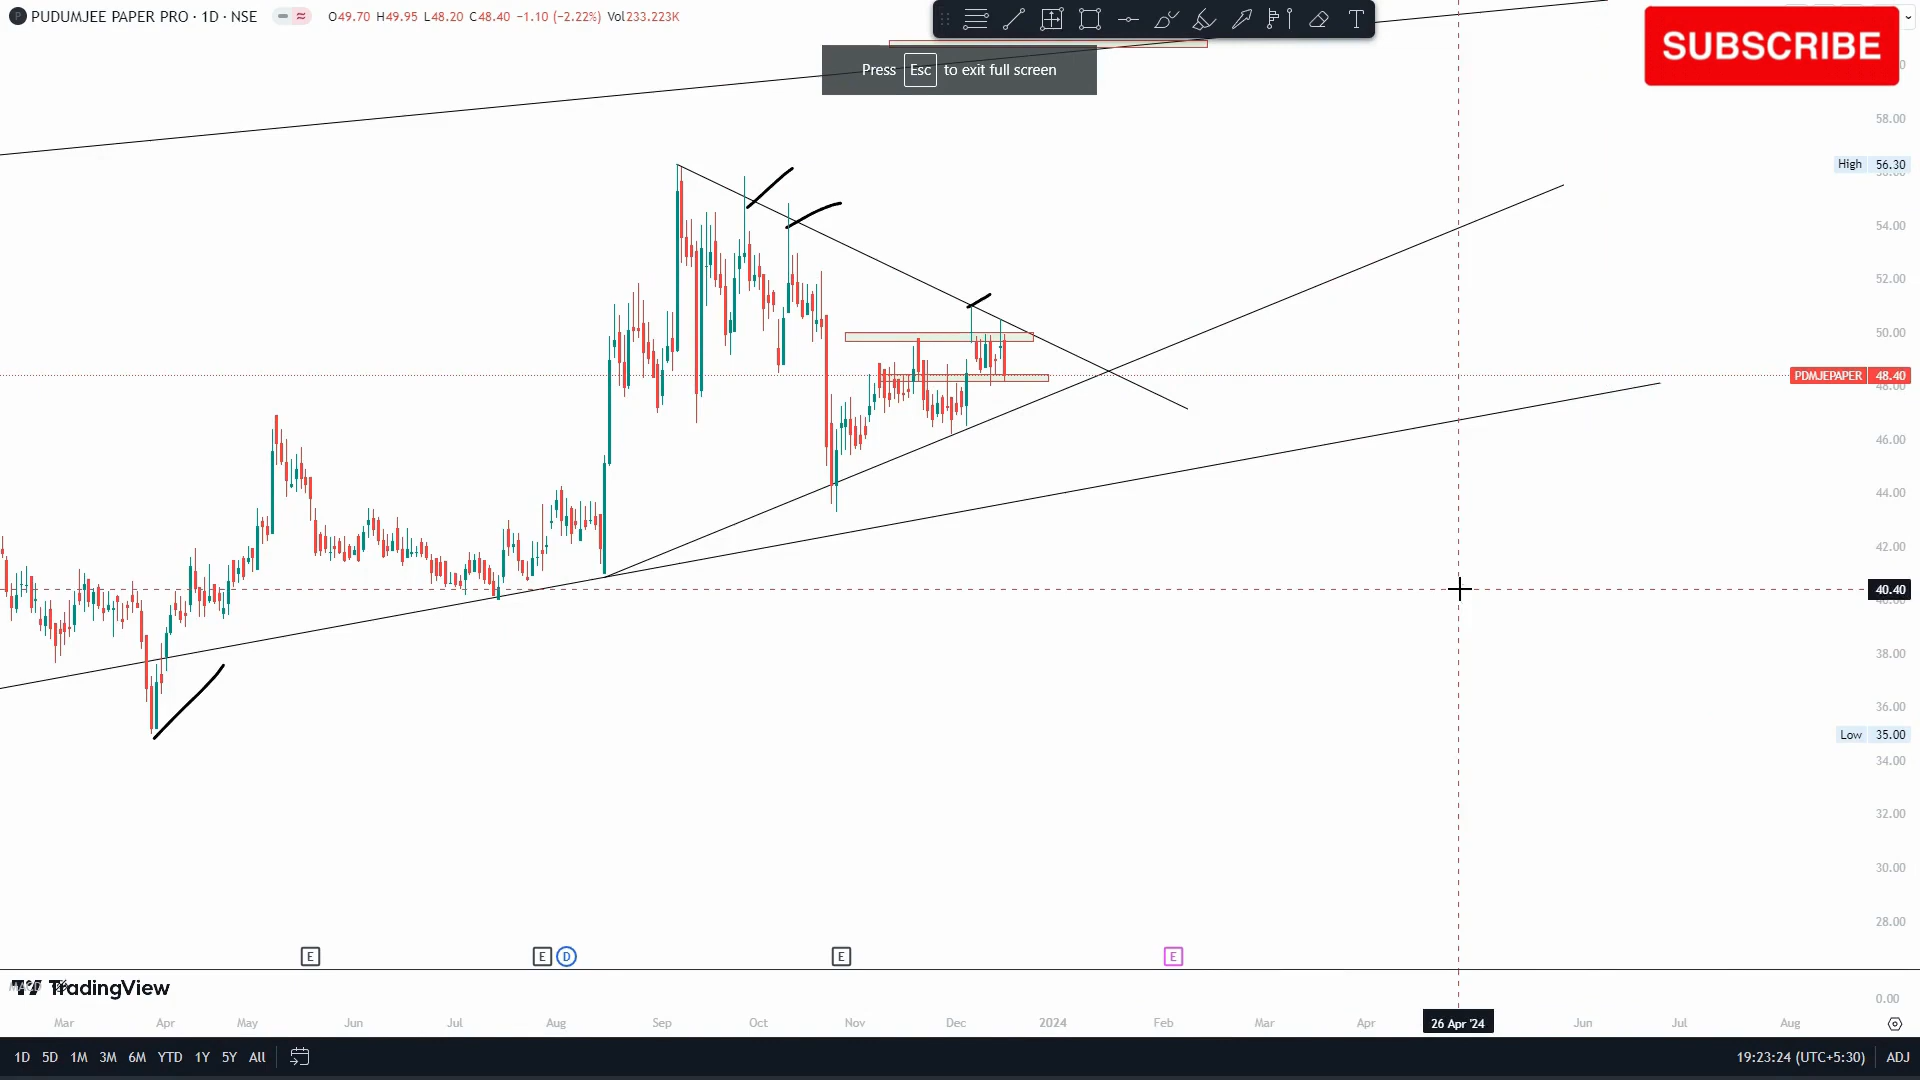 PUDUMJEE PAPER PRO · 1D · NSE
O49.70 H49.95 L48.20 C48.40 −1.10 (−2.22%) Vol233.223K
SUBSCRIBE
Press Esc to exit full screen
58.00
High 56.30
54.00
52.00
50.00
PDMJEPAPER 48.40
48.00
46.00
44.00
42.00
40.40
38.00
36.00
Low 35.00
34.00
32.00
30.00
28.00
E
E D
E
E
TradingView
0.00
Mar Apr May Jun Jul Aug Sep Oct Nov Dec 2024 Feb Mar Apr 26 Apr '24 Jun Jul Aug
1D 5D 1M 3M 6M YTD 1Y 5Y All
19:23:24 (UTC+5:30) ADJ